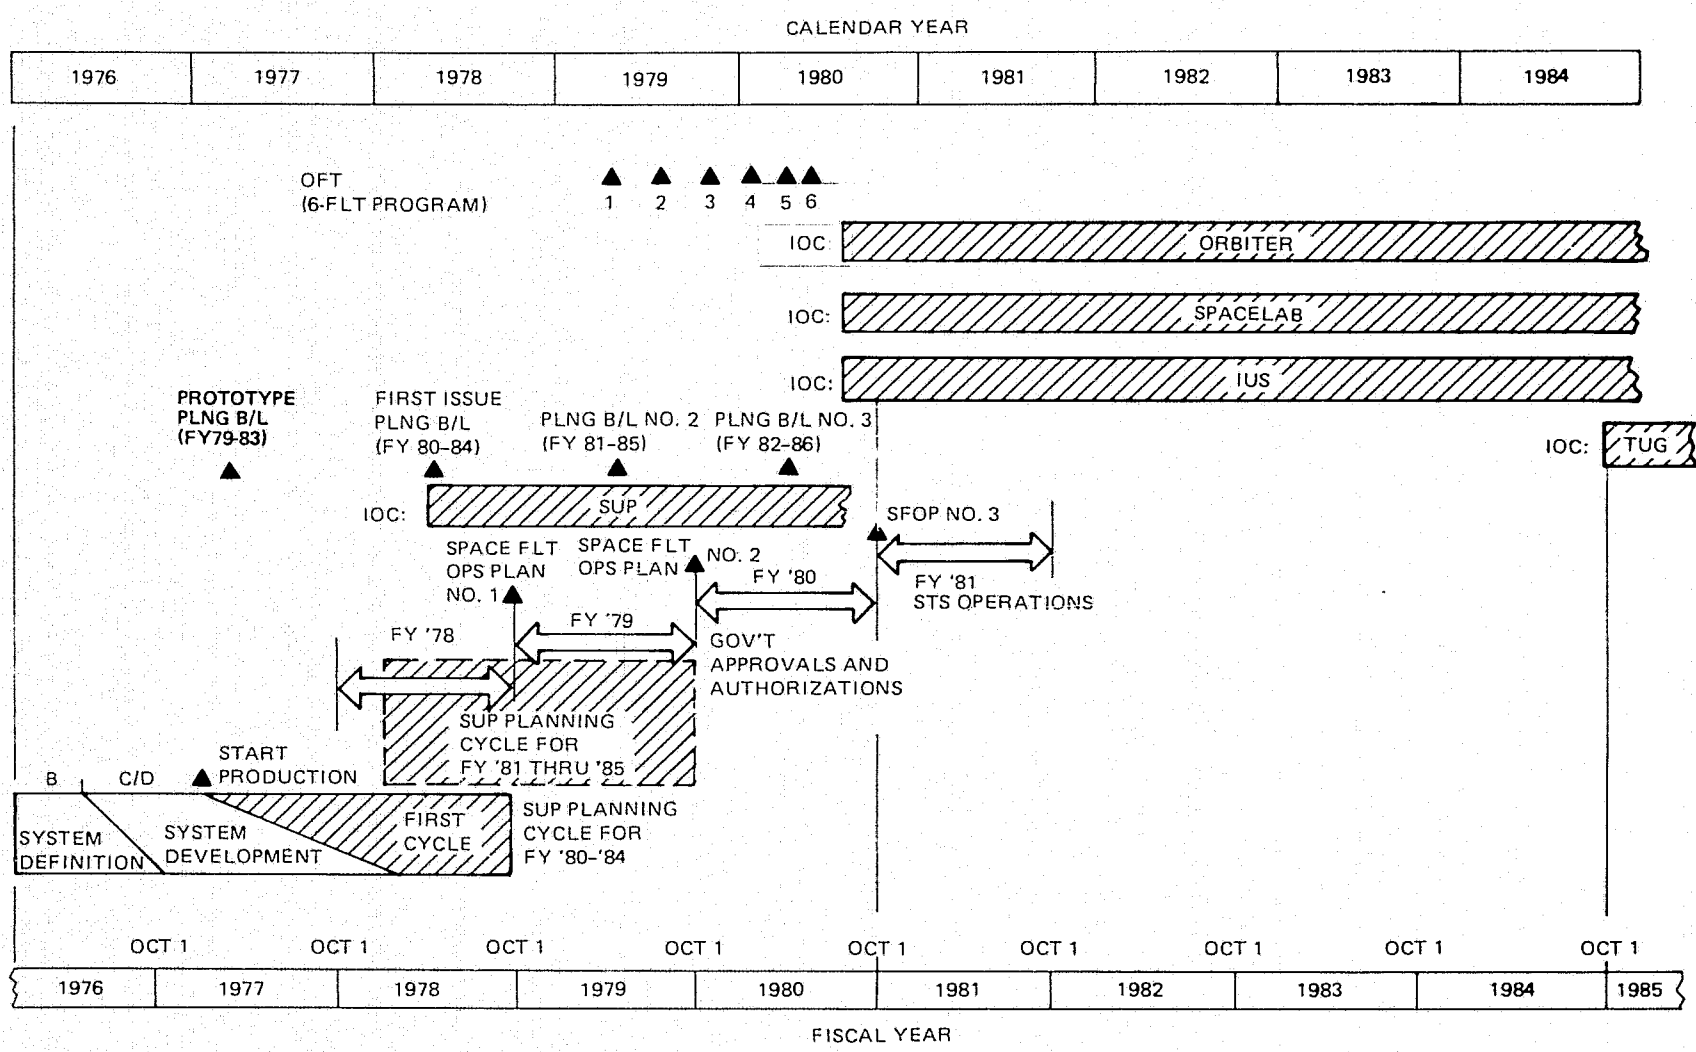 CALENDAR YEAR
1976 1977 1978 1979 1980 1981 1982 1983 1984
OFT
(6-FLT PROGRAM)
1 2 3 4 5 6
IOC: ORBITER
IOC: SPACELAB
IOC: IUS
PROTOTYPE
PLNG B/L
(FY79-83)
FIRST ISSUE
PLNG B/L
(FY 80-84)
PLNG B/L NO. 2
(FY 81-85)
PLNG B/L NO. 3
(FY 82-86)
IOC: TUG
IOC: SUP
SPACE FLT
OPS PLAN
NO. 1
SPACE FLT
OPS PLAN
NO. 2
SFOP NO. 3
FY '78
FY '79
FY '80
FY '81
STS OPERATIONS
GOV'T
APPROVALS AND
AUTHORIZATIONS
SUP PLANNING
CYCLE FOR
FY '81 THRU '85
B C/D
START
PRODUCTION
SYSTEM
DEFINITION
SYSTEM
DEVELOPMENT
FIRST
CYCLE
SUP PLANNING
CYCLE FOR
FY '80-'84
OCT 1 OCT 1 OCT 1 OCT 1 OCT 1 OCT 1 OCT 1 OCT 1 OCT 1
1976 1977 1978 1979 1980 1981 1982 1983 1984 1985
FISCAL YEAR